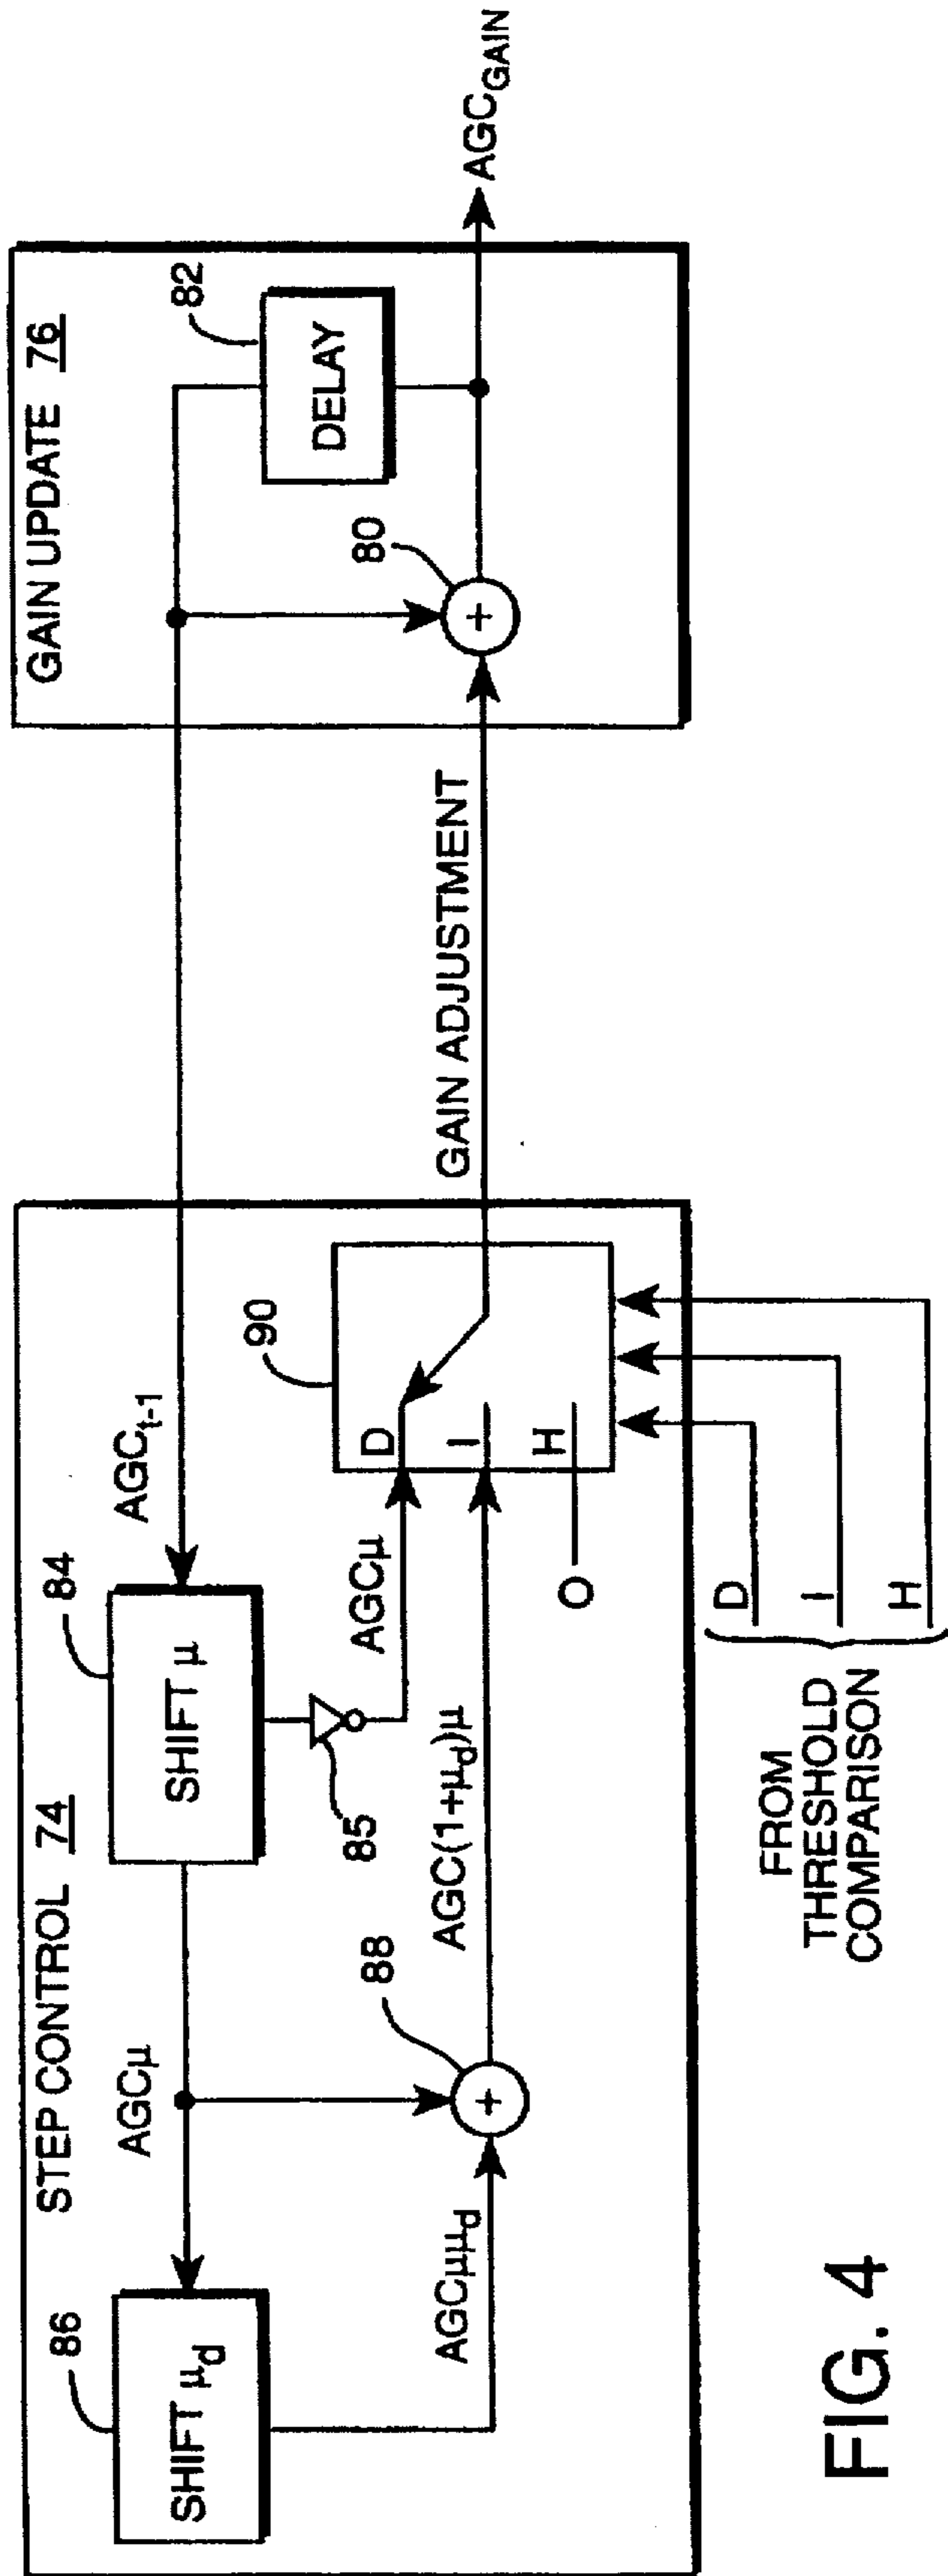 STEP CONTROL 74
86
SHIFT μd
AGCμ
84
SHIFT μ
AGCt-1
85
AGCμ
88
AGCμμd
AGC(1+μd)μ
90
D
I
H
O
D
I
H
FROM
THRESHOLD
COMPARISON
GAIN ADJUSTMENT
GAIN UPDATE 76
82
DELAY
80
+
+
AGCGAIN
FIG. 4